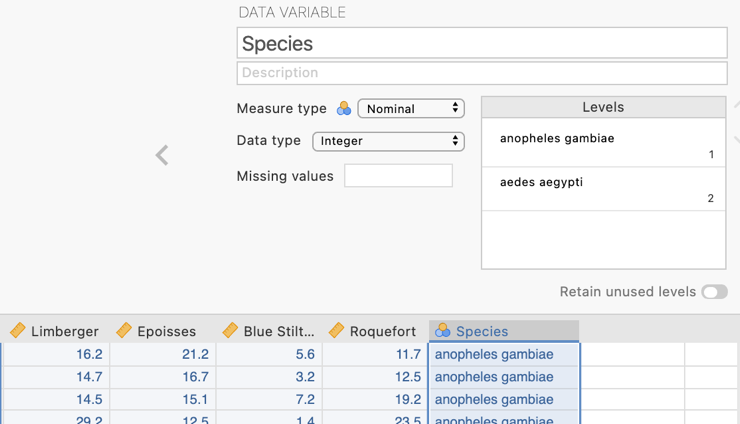 DATA VARIABLE
Species
Description
Measure type Nominal
Data type Integer
Missing values
Levels
anopheles gambiae
1
aedes aegypti
2
Retain unused levels
Limberger Epoisses Blue Stilt... Roquefort Species
16.2 21.2 5.6 11.7 anopheles gambiae
14.7 16.7 3.2 12.5 anopheles gambiae
14.5 15.1 7.2 19.2 anopheles gambiae
29.2 12.5 1.4 23.5 anopheles gambiae